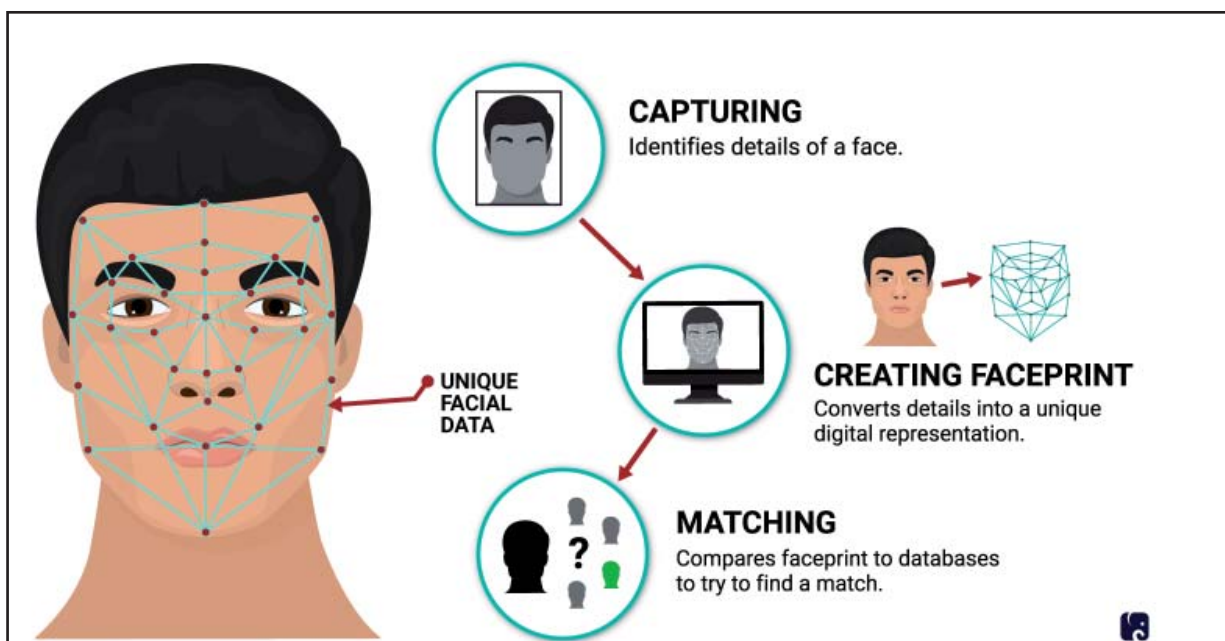 CAPTURING
Identifies details of a face.
UNIQUE
FACIAL
DATA
CREATING FACEPRINT
Converts details into a unique
digital representation.
?
MATCHING
Compares faceprint to databases
to try to find a match.